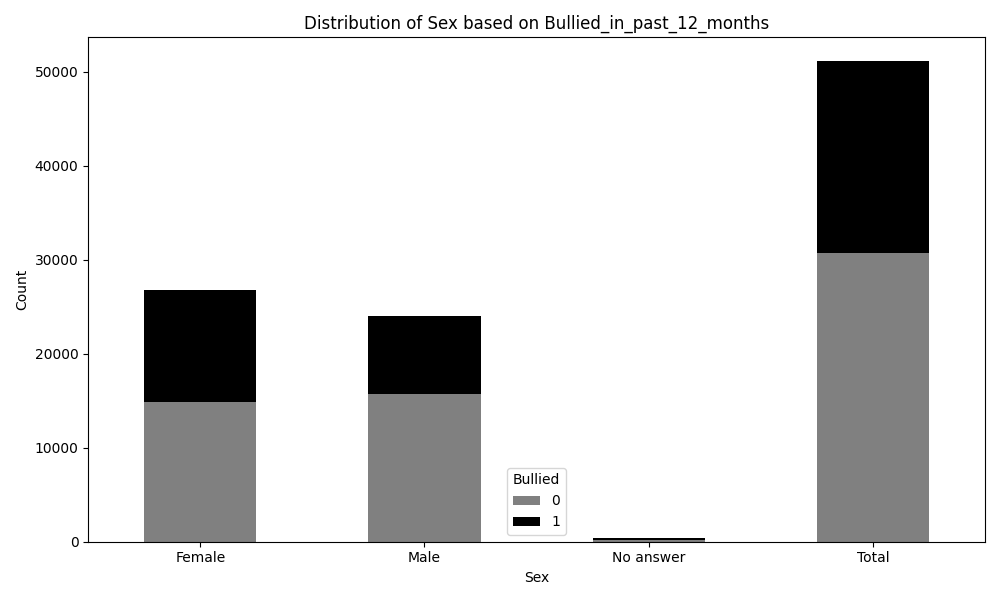 Distribution of Sex based on Bullied_in_past_12_months
Count
50000
40000
30000
20000
10000
0
Bullied
0
1
Female Male No answer Total
Sex